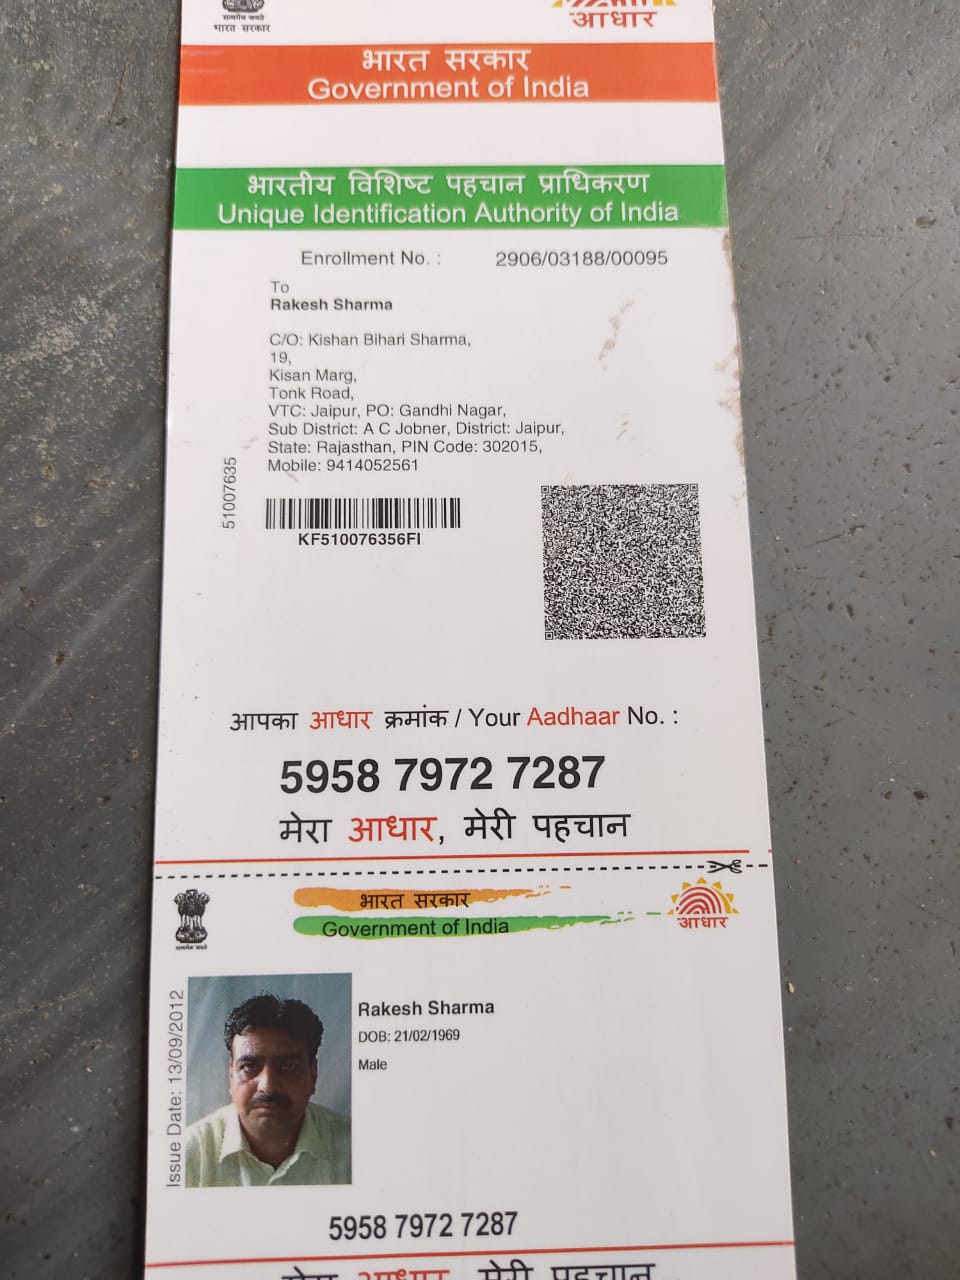 सत्यमेव जयते
भारत सरकार
आधार
भारत सरकार
Government of India
भारतीय विशिष्ट पहचान प्राधिकरण
Unique Identification Authority of India
Enrollment No. : 2906/03188/00095
To
Rakesh Sharma
C/O: Kishan Bihari Sharma,
19,
Kisan Marg,
Tonk Road,
VTC: Jaipur, PO: Gandhi Nagar,
Sub District: A C Jobner, District: Jaipur,
State: Rajasthan, PIN Code: 302015,
Mobile: 9414052561
51007635
KF510076356FI
आपका आधार क्रमांक / Your Aadhaar No. :
5958 7972 7287
मेरा आधार, मेरी पहचान
सत्यमेव जयते
भारत सरकार
Government of India
आधार
Issue Date: 13/09/2012
Rakesh Sharma
DOB: 21/02/1969
Male
5958 7972 7287
मेरा आधार, मेरी पहचान